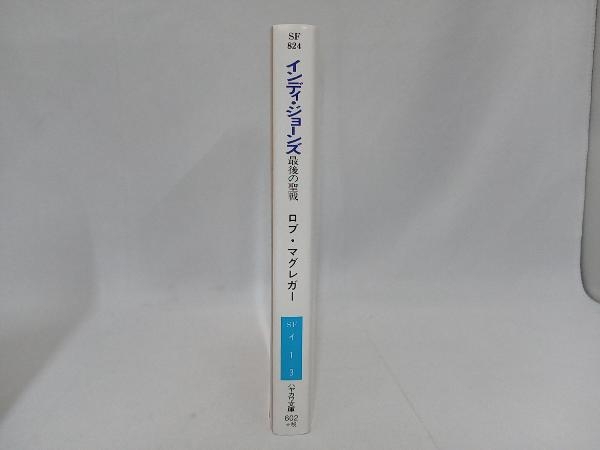 SF
824
インディ・ジョーンズ
最後の聖戦
ロブ・マグレガー
SF
イ
1
3
ハヤカワ文庫
602
+税